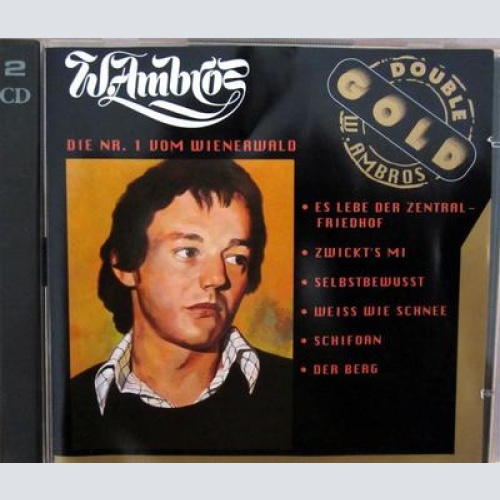 2
CD
W. Ambros
DOUBLE
GOLD
W. AMBROS
DIE NR. 1 VOM WIENERWALD
• ES LEBE DER ZENTRAL-
FRIEDHOF
• ZWICKT'S MI
• SELBSTBEWUSST
• WEISS WIE SCHNEE
• SCHIFOAN
• DER BERG